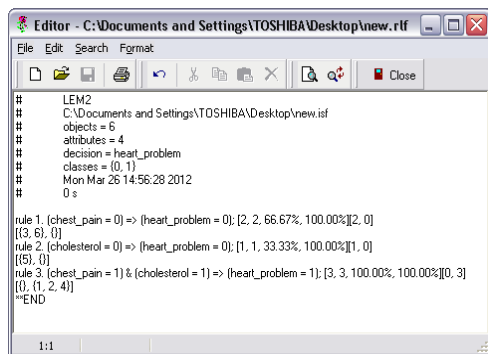 Editor - C:\Documents and Settings\TOSHIBA\Desktop\new.rlf
File Edit Search Format
Close
# LEM2
# C:\Documents and Settings\TOSHIBA\Desktop\new.isf
# objects = 6
# attributes = 4
# decision = heart_problem
# classes = {0, 1}
# Mon Mar 26 14:56:28 2012
# 0 s
rule 1. (chest_pain = 0) => (heart_problem = 0); [2, 2, 66.67%, 100.00%][2, 0]
[{3, 6}, {}]
rule 2. (cholesterol = 0) => (heart_problem = 0); [1, 1, 33.33%, 100.00%][1, 0]
[{5}, {}]
rule 3. (chest_pain = 1) & (cholesterol = 1) => (heart_problem = 1); [3, 3, 100.00%, 100.00%][0, 3]
[{}, {1, 2, 4}]
**END
1:1